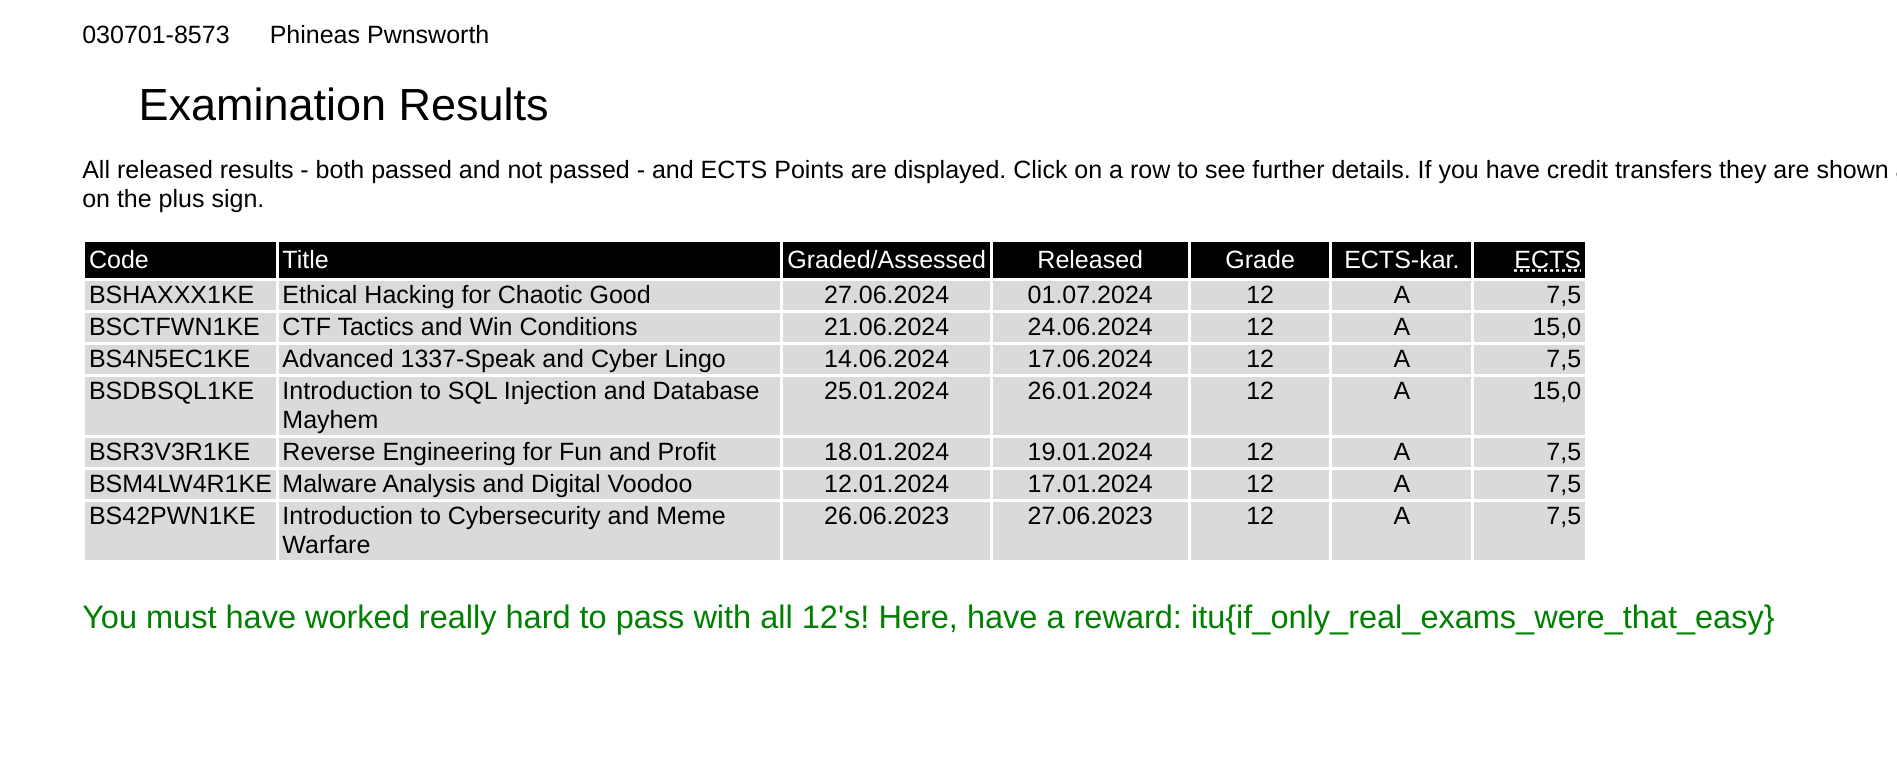 030701-8573 Phineas Pwnsworth
Examination Results
All released results - both passed and not passed - and ECTS Points are displayed. Click on a row to see further details. If you have credit transfers they are shown
on the plus sign.
Code Title Graded/Assessed Released Grade ECTS-kar. ECTS
BSHAXXX1KE Ethical Hacking for Chaotic Good 27.06.2024 01.07.2024 12 A 7,5
BSCTFWN1KE CTF Tactics and Win Conditions 21.06.2024 24.06.2024 12 A 15,0
BS4N5EC1KE Advanced 1337-Speak and Cyber Lingo 14.06.2024 17.06.2024 12 A 7,5
BSDBSQL1KE Introduction to SQL Injection and Database 25.01.2024 26.01.2024 12 A 15,0
Mayhem
BSR3V3R1KE Reverse Engineering for Fun and Profit 18.01.2024 19.01.2024 12 A 7,5
BSM4LW4R1KE Malware Analysis and Digital Voodoo 12.01.2024 17.01.2024 12 A 7,5
BS42PWN1KE Introduction to Cybersecurity and Meme 26.06.2023 27.06.2023 12 A 7,5
Warfare
You must have worked really hard to pass with all 12's! Here, have a reward: itu{if_only_real_exams_were_that_easy}